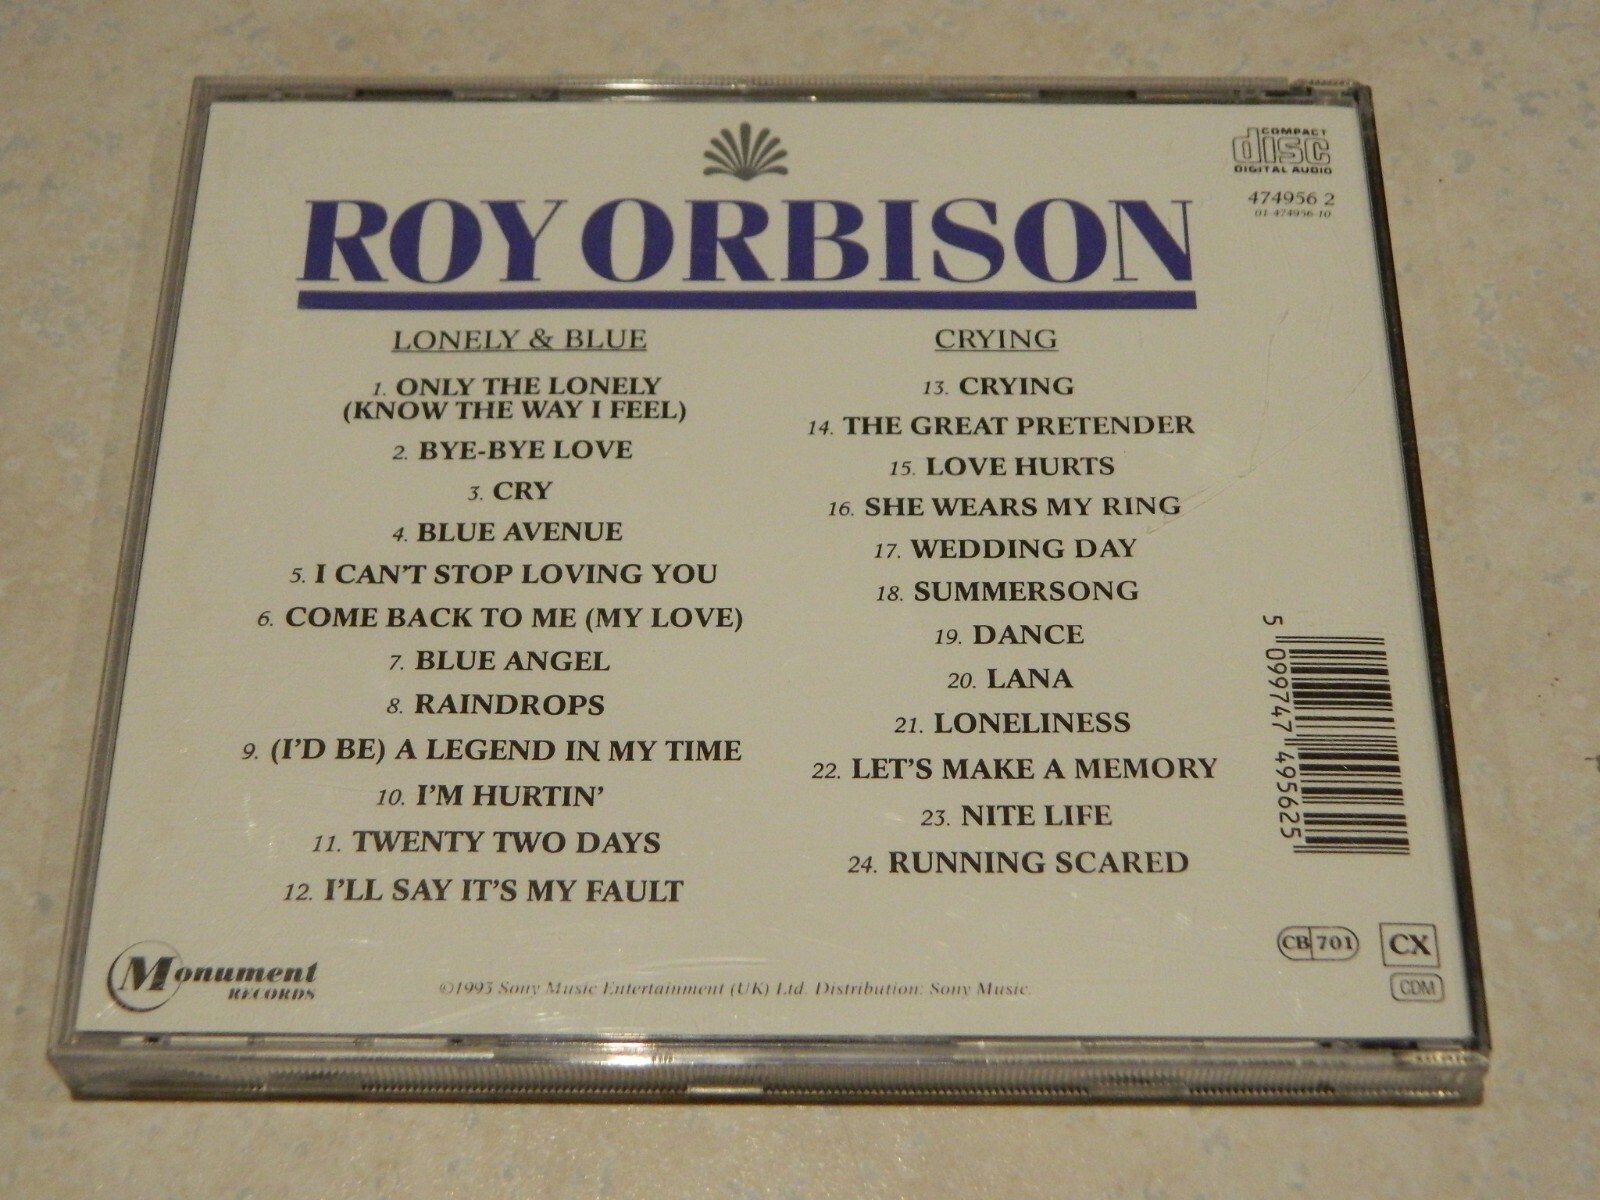 COMPACT
disc
DIGITAL AUDIO
474956 2
01-474956-10
ROY ORBISON
LONELY & BLUE
1. ONLY THE LONELY
(KNOW THE WAY I FEEL)
2. BYE-BYE LOVE
3. CRY
4. BLUE AVENUE
5. I CAN'T STOP LOVING YOU
6. COME BACK TO ME (MY LOVE)
7. BLUE ANGEL
8. RAINDROPS
9. (I'D BE) A LEGEND IN MY TIME
10. I'M HURTIN'
11. TWENTY TWO DAYS
12. I'LL SAY IT'S MY FAULT
CRYING
13. CRYING
14. THE GREAT PRETENDER
15. LOVE HURTS
16. SHE WEARS MY RING
17. WEDDING DAY
18. SUMMERSONG
19. DANCE
20. LANA
21. LONELINESS
22. LET'S MAKE A MEMORY
23. NITE LIFE
24. RUNNING SCARED
5 099747 495625
CB 701
CX
CDM
Monument
RECORDS
©1993 Sony Music Entertainment (UK) Ltd. Distribution: Sony Music.